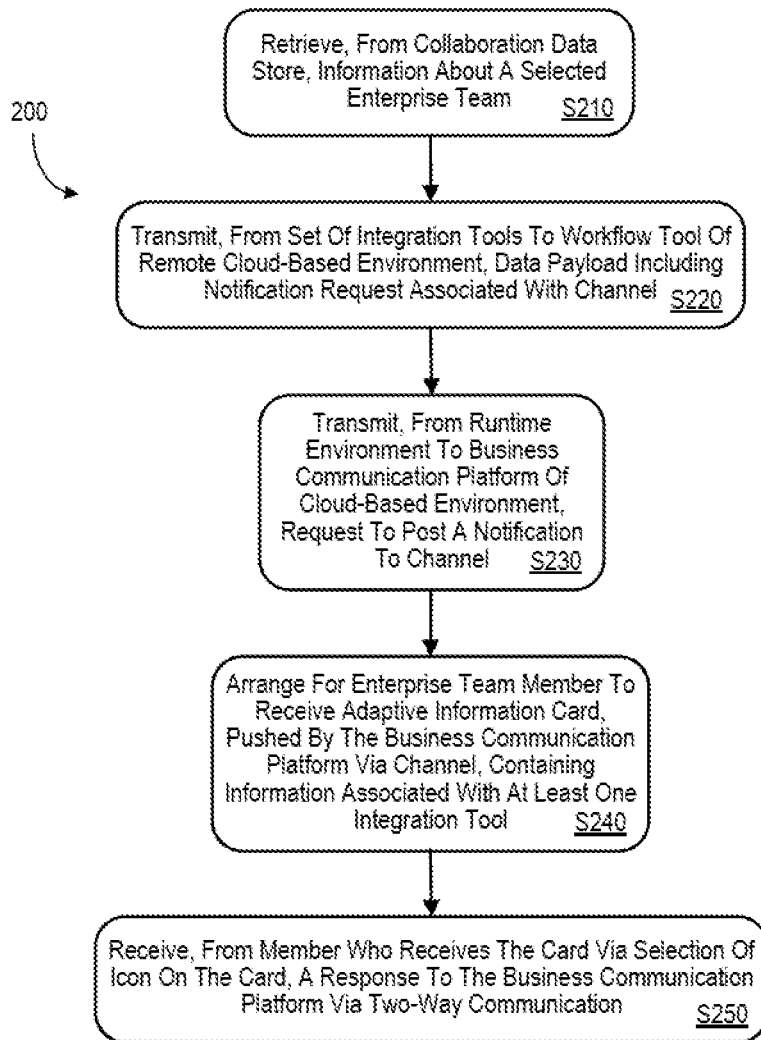 200
Retrieve, From Collaboration Data
Store, Information About A Selected
Enterprise Team
S210
Transmit, From Set Of Integration Tools To Workflow Tool Of
Remote Cloud-Based Environment, Data Payload Including
Notification Request Associated With Channel
S220
Transmit, From Runtime
Environment To Business
Communication Platform Of
Cloud-Based Environment,
Request To Post A Notification
To Channel
S230
Arrange For Enterprise Team Member To
Receive Adaptive Information Card,
Pushed By The Business Communication
Platform Via Channel, Containing
Information Associated With At Least One
Integration Tool
S240
Receive, From Member Who Receives The Card Via Selection Of
Icon On The Card, A Response To The Business Communication
Platform Via Two-Way Communication
S250